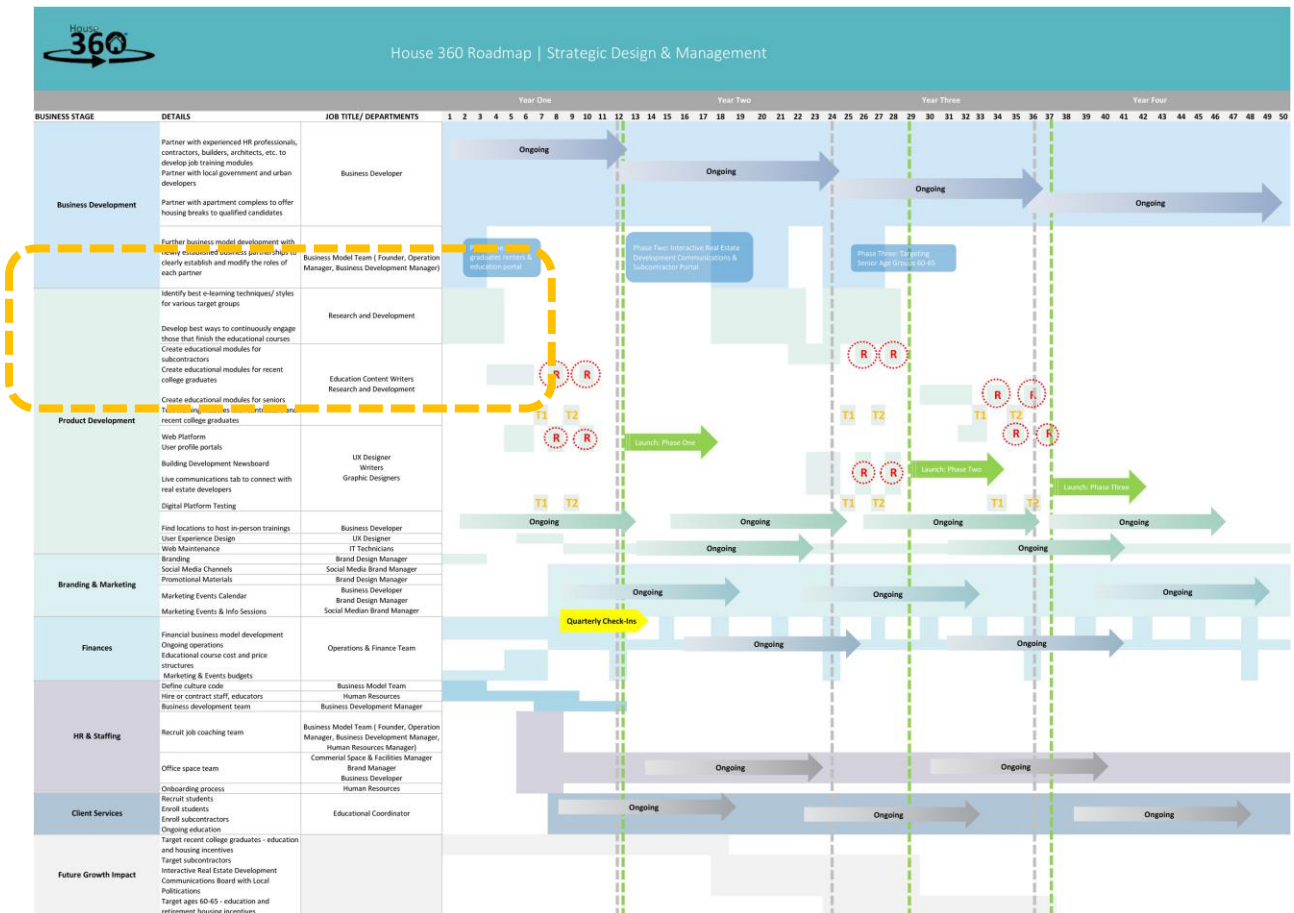 House
360
House 360 Roadmap | Strategic Design & Management
Year One Year Two Year Three Year Four
BUSINESS STAGE DETAILS JOB TITLE/ DEPARTMENTS 1 2 3 4 5 6 7 8 9 10 11 12 13 14 15 16 17 18 19 20 21 22 23 24 25 26 27 28 29 30 31 32 33 34 35 36 37 38 39 40 41 42 43 44 45 46 47 48 49 50
Business Development
Partner with experienced HR professionals,
contractors, builders, architects, etc. to
develop job training modules
Partner with local government and urban
developers
Partner with apartment complexs to offer
housing breaks to qualified candidates
Business Developer
Ongoing
Ongoing
Ongoing
Ongoing
Further business model development with
newly established business partnerships to
clearly establish and modify the roles of
each partner
Business Model Team ( Founder, Operation
Manager, Business Development Manager)
graduates renters &
education portal
Phase Two: Interactive Real Estate
Development Communications &
Subcontractor Portal
Phase Three: Targeting
Senior Age Groups 60-65
Product Development
Identify best e-learning techniques/ styles
for various target groups
Develop best ways to continuously engage
those that finish the educational courses
Research and Development
Create educational modules for
subcontractors
Create educational modules for recent
college graduates
Create educational modules for seniors
recent college graduates
Education Content Writers
Research and Development
R R
R R
R R
T1 T2 T1 T2 T1 T2
Web Platform
User profile portals
Building Development Newsboard
Live communications tab to connect with
real estate developers
Digital Platform Testing
UX Designer
Writers
Graphic Designers
R R Launch: Phase One R R
R R Launch: Phase Two
Launch: Phase Three
T1 T2 T1 T2 T1 T2
Find locations to host in-person trainings Business Developer Ongoing Ongoing Ongoing Ongoing
User Experience Design UX Designer
Web Maintenance IT Technicians Ongoing Ongoing
Branding & Marketing
Branding Brand Design Manager
Social Media Channels Social Media Brand Manager
Promotional Materials Brand Design Manager
Marketing Events Calendar
Business Developer
Brand Design Manager
Marketing Events & Info Sessions Social Median Brand Manager
Ongoing Ongoing Ongoing
Quarterly Check-Ins
Finances
Financial business model development
Ongoing operations
Educational course cost and price
structures
Marketing & Events budgets
Operations & Finance Team
Ongoing Ongoing
HR & Staffing
Define culture code Business Model Team
Hire or contract staff, educators Human Resources
Business development team Business Development Manager
Recruit job coaching team
Business Model Team ( Founder, Operation
Manager, Business Development Manager,
Human Resources Manager)
Office space team
Commerial Space & Facilities Manager
Brand Manager
Business Developer
Ongoing Ongoing
Onboarding process Human Resources
Client Services
Recruit students
Enroll students
Enroll subcontractors
Ongoing education
Educational Coordinator
Ongoing Ongoing Ongoing
Future Growth Impact
Target recent college graduates - education
and housing incentives
Target subcontractors
Interactive Real Estate Development
Communications Board with Local
Politications
Target ages 60-65 - education and
retirement housing incentives